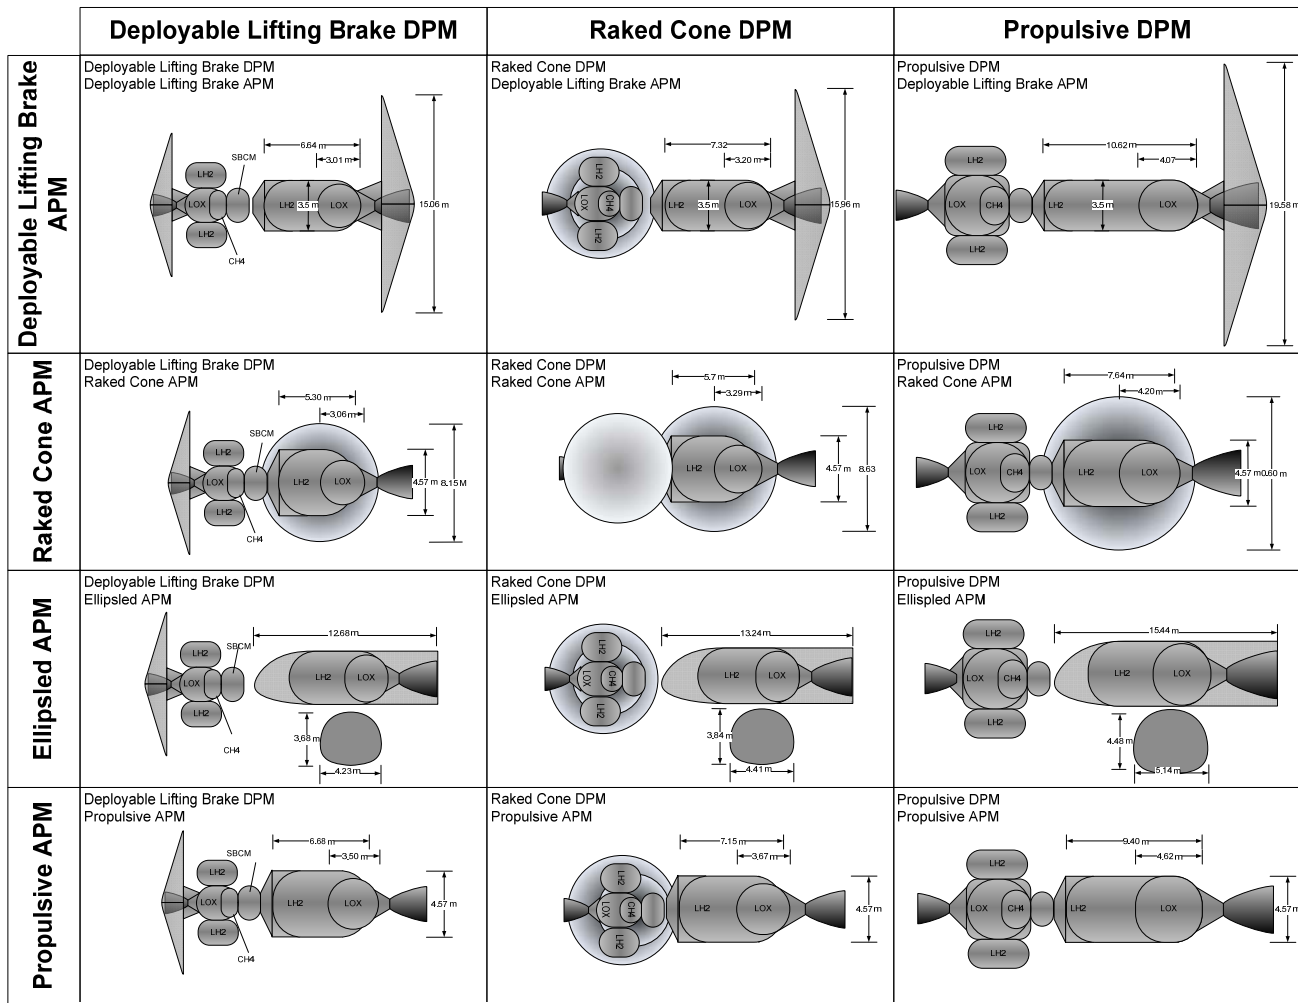 Deployable Lifting Brake DPM
Raked Cone DPM
Propulsive DPM
Deployable Lifting Brake
APM
Deployable Lifting Brake DPM
Deployable Lifting Brake APM
6.64 m
3.01 m
SBCM
LH2
LOX
LH2
3.5 m
LOX
15.06 m
LH2
CH4
Raked Cone DPM
Deployable Lifting Brake APM
7.32
3.20 m
LH2
LOX
CH4
LH2
3.5 m
LOX
15.96 m
LH2
Propulsive DPM
Deployable Lifting Brake APM
10.62 m
4.07
LH2
LOX
CH4
LH2
3.5 m
LOX
19.58 m
LH2
Raked Cone APM
Deployable Lifting Brake DPM
Raked Cone APM
5.30 m
3.06 m
SBCM
LH2
LOX
LH2
LOX
4.57 m
8.15 M
LH2
CH4
Raked Cone DPM
Raked Cone APM
5.7 m
3.29 m
LH2
LOX
4.57 m
8.63
Propulsive DPM
Raked Cone APM
7.64 m
4.20 m
LH2
LOX
CH4
LH2
LOX
4.57 m
0.60 m
LH2
Ellipsled APM
Deployable Lifting Brake DPM
Ellipsled APM
12.68 m
SBCM
LH2
LOX
LH2
LOX
LH2
3.68 m
CH4
4.23 m
Raked Cone DPM
Ellipsled APM
13.24 m
LH2
LOX
CH4
LH2
LOX
LH2
3.84 m
4.41 m
Propulsive DPM
Ellispled APM
15.44 m
LH2
LOX
CH4
LH2
LOX
LH2
4.48 m
5.14 m
Propulsive APM
Deployable Lifting Brake DPM
Propulsive APM
6.68 m
3.50 m
SBCM
LH2
LOX
LH2
LOX
4.57 m
LH2
CH4
Raked Cone DPM
Propulsive APM
7.15 m
3.67 m
LH2
LOX
CH4
LH2
LOX
4.57 m
LH2
Propulsive DPM
Propulsive APM
9.40 m
4.62 m
LH2
LOX
CH4
LH2
LOX
4.57 m
LH2